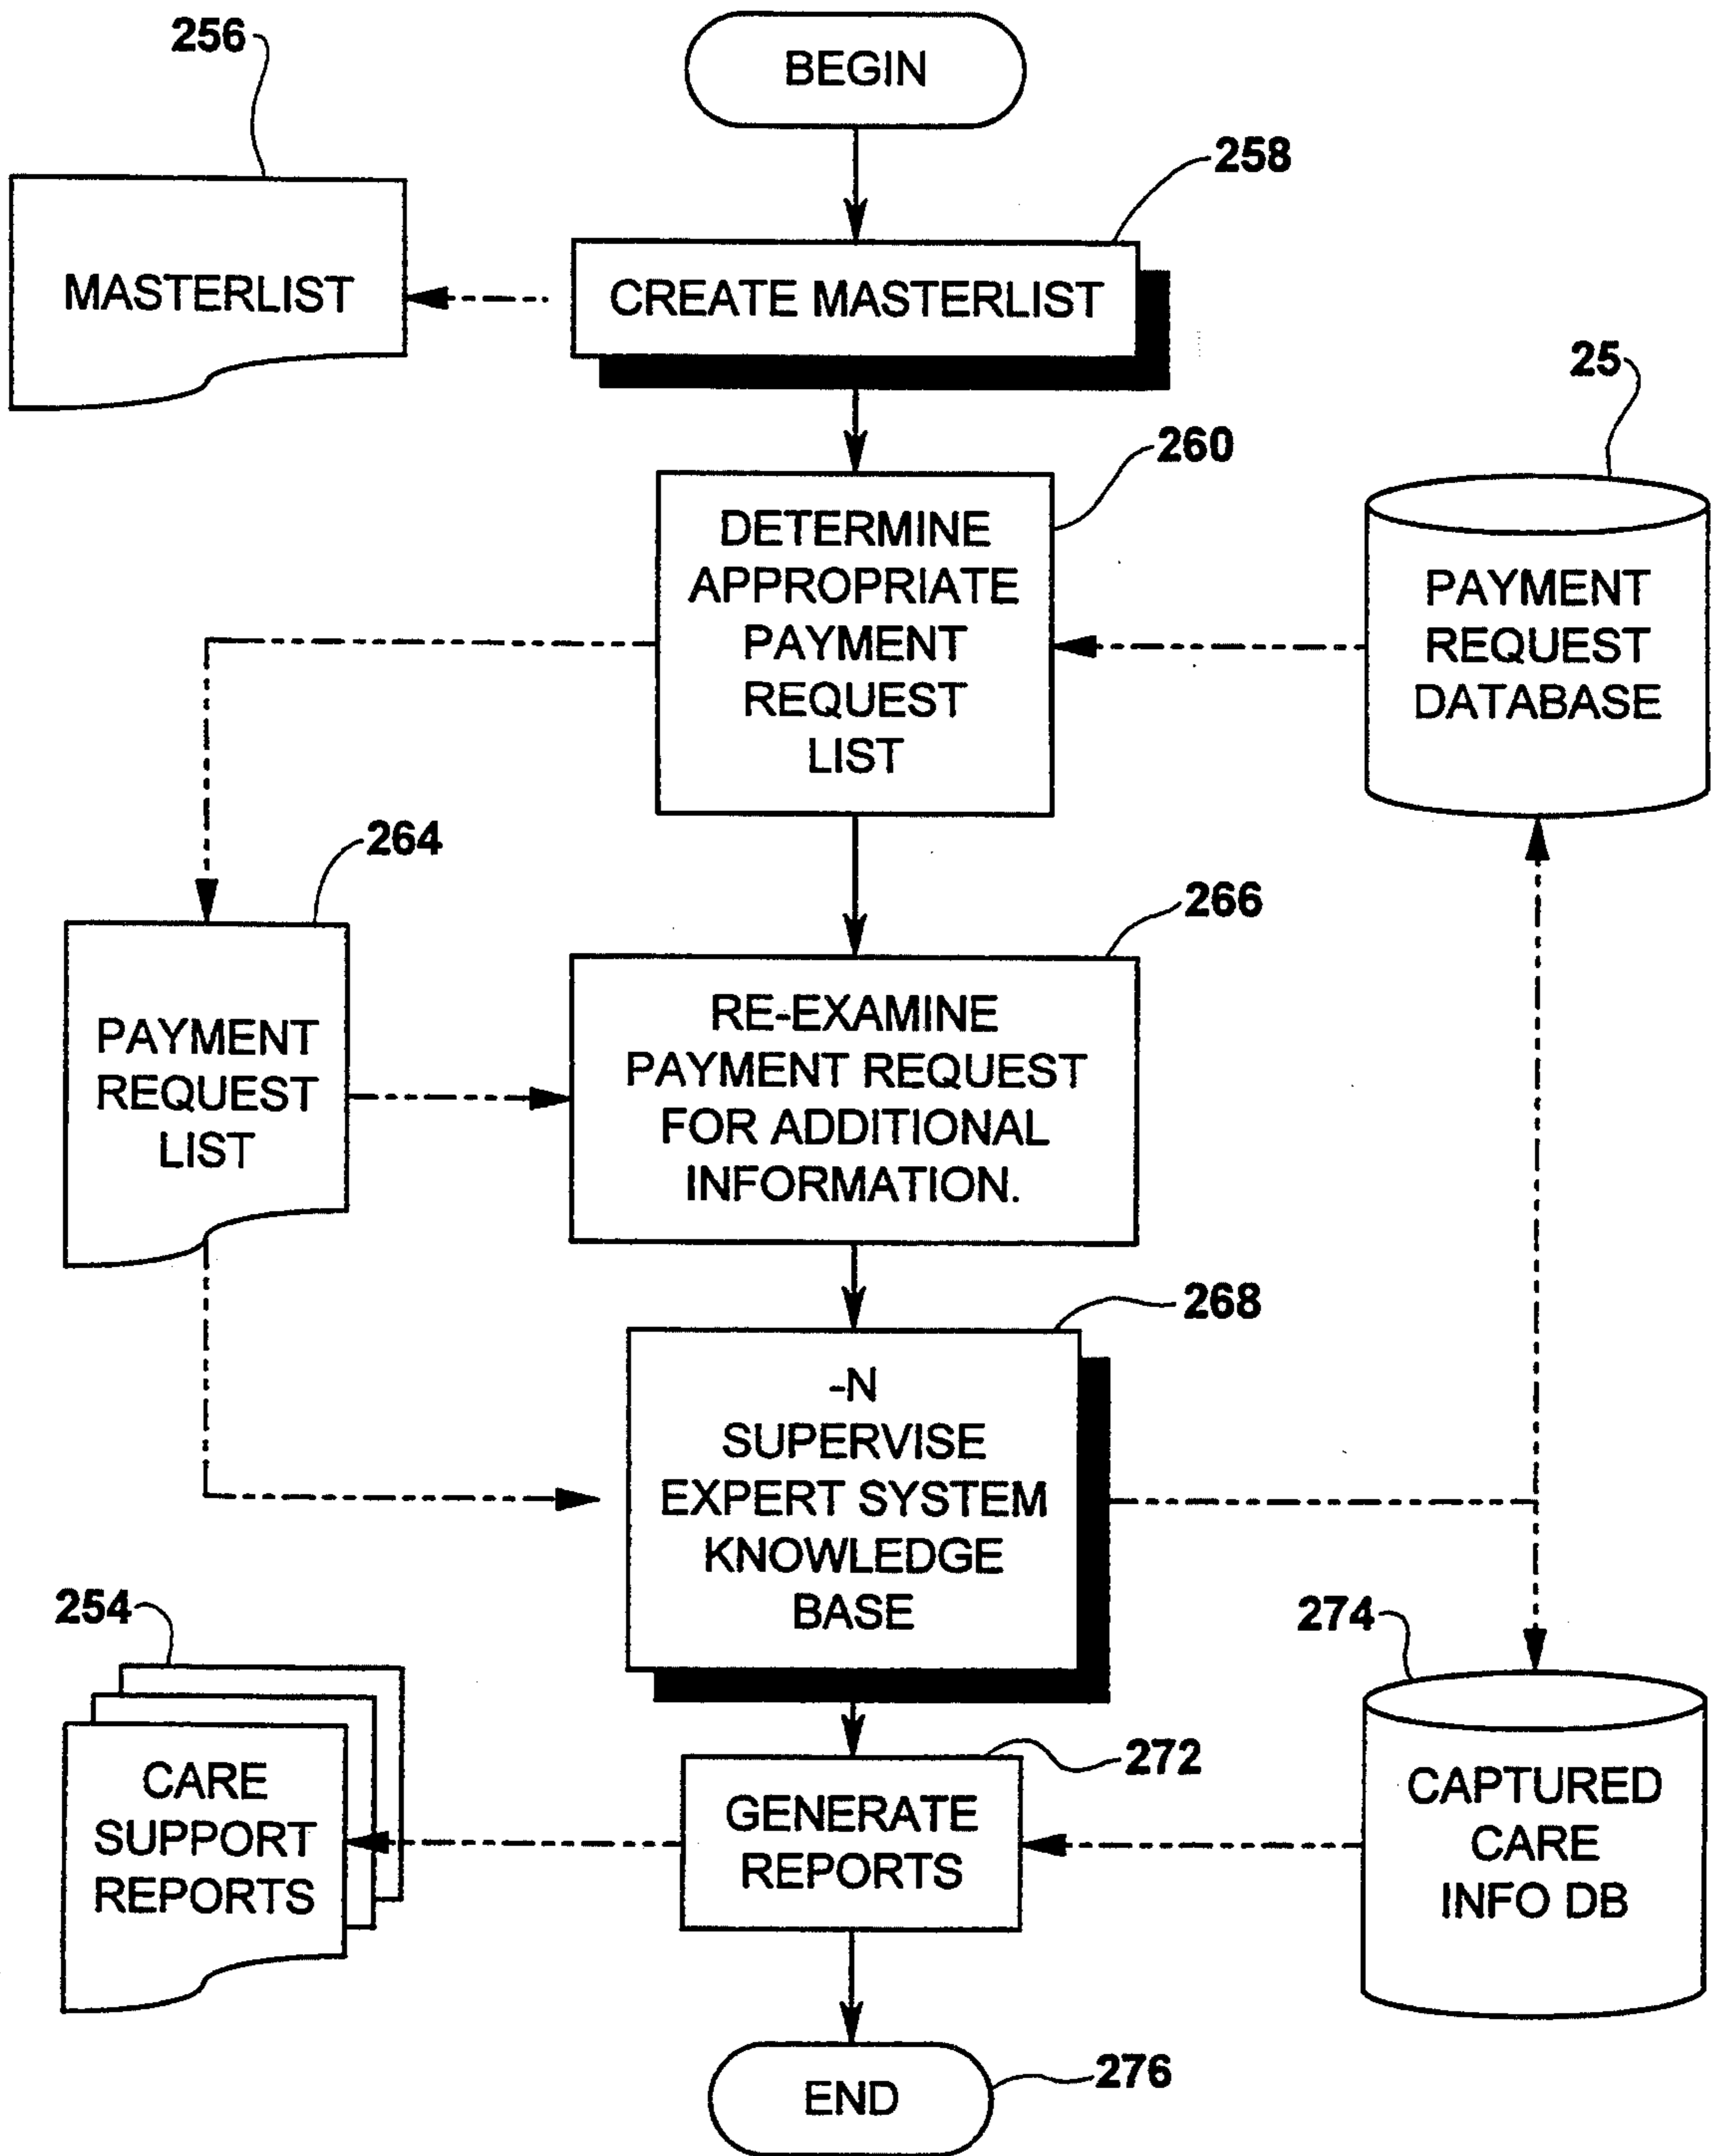 256
BEGIN
258
MASTERLIST
CREATE MASTERLIST
25
260
DETERMINE
APPROPRIATE
PAYMENT
REQUEST
LIST
PAYMENT
REQUEST
DATABASE
264
266
PAYMENT
REQUEST
LIST
RE-EXAMINE
PAYMENT REQUEST
FOR ADDITIONAL
INFORMATION.
268
-N
SUPERVISE
EXPERT SYSTEM
KNOWLEDGE
BASE
254
274
272
CARE
SUPPORT
REPORTS
GENERATE
REPORTS
CAPTURED
CARE
INFO DB
END
276